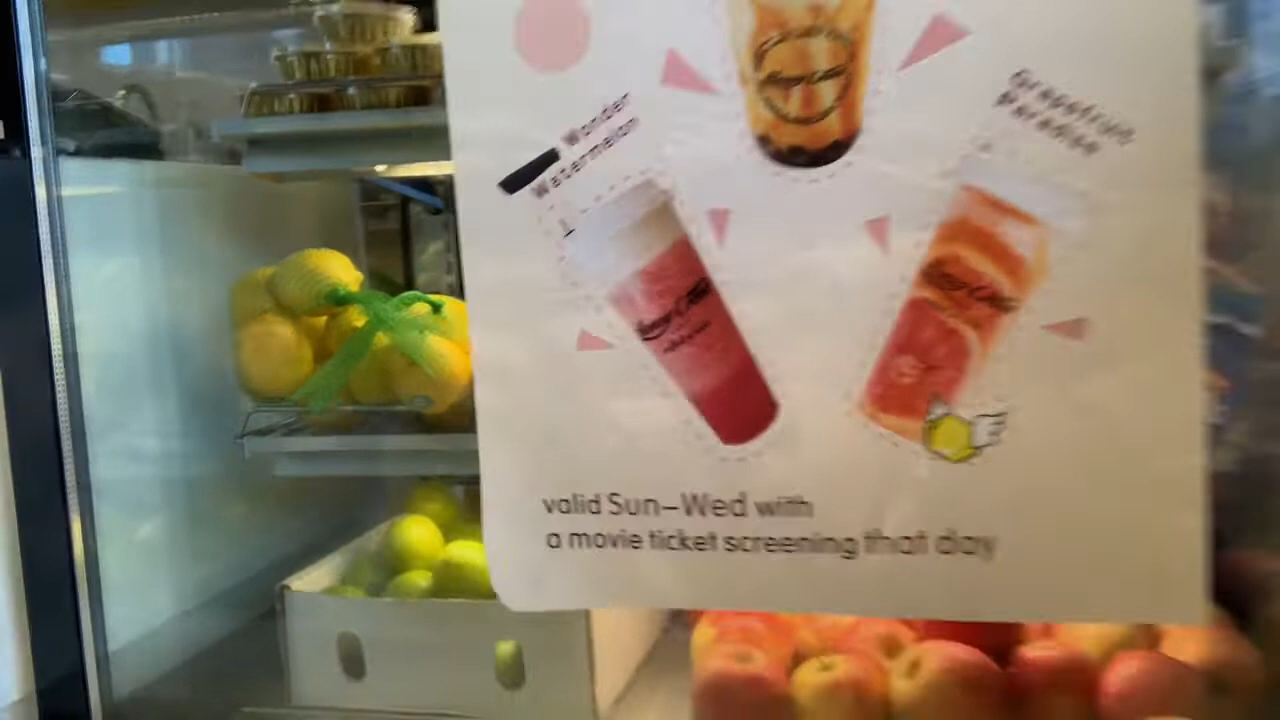 Wonder
Watermelon
Grapefruit
Paradise
valid Sun–Wed with
a movie ticket screening that day